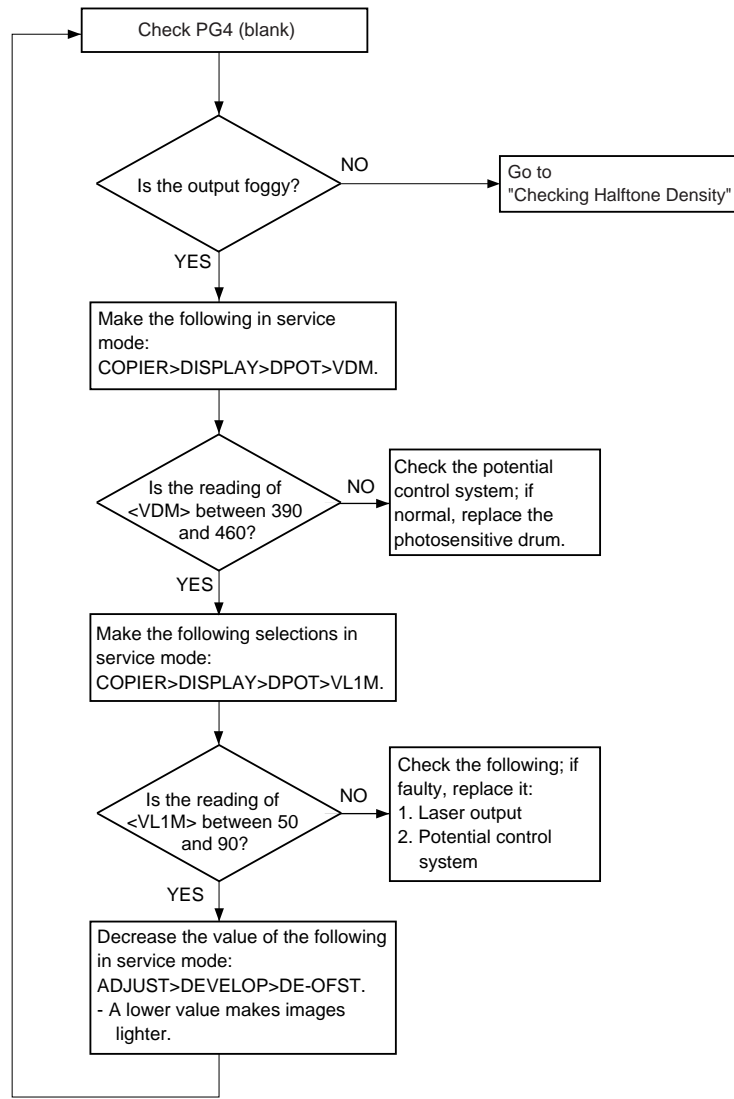 Check PG4 (blank)
Is the output foggy?
NO
Go to
"Checking Halftone Density"
YES
Make the following in service
mode:
COPIER>DISPLAY>DPOT>VDM.
Is the reading of
<VDM> between 390
and 460?
NO
Check the potential
control system; if
normal, replace the
photosensitive drum.
YES
Make the following selections in
service mode:
COPIER>DISPLAY>DPOT>VL1M.
Is the reading of
<VL1M> between 50
and 90?
NO
Check the following; if
faulty, replace it:
1. Laser output
2. Potential control
system
YES
Decrease the value of the following
in service mode:
ADJUST>DEVELOP>DE-OFST.
- A lower value makes images
lighter.